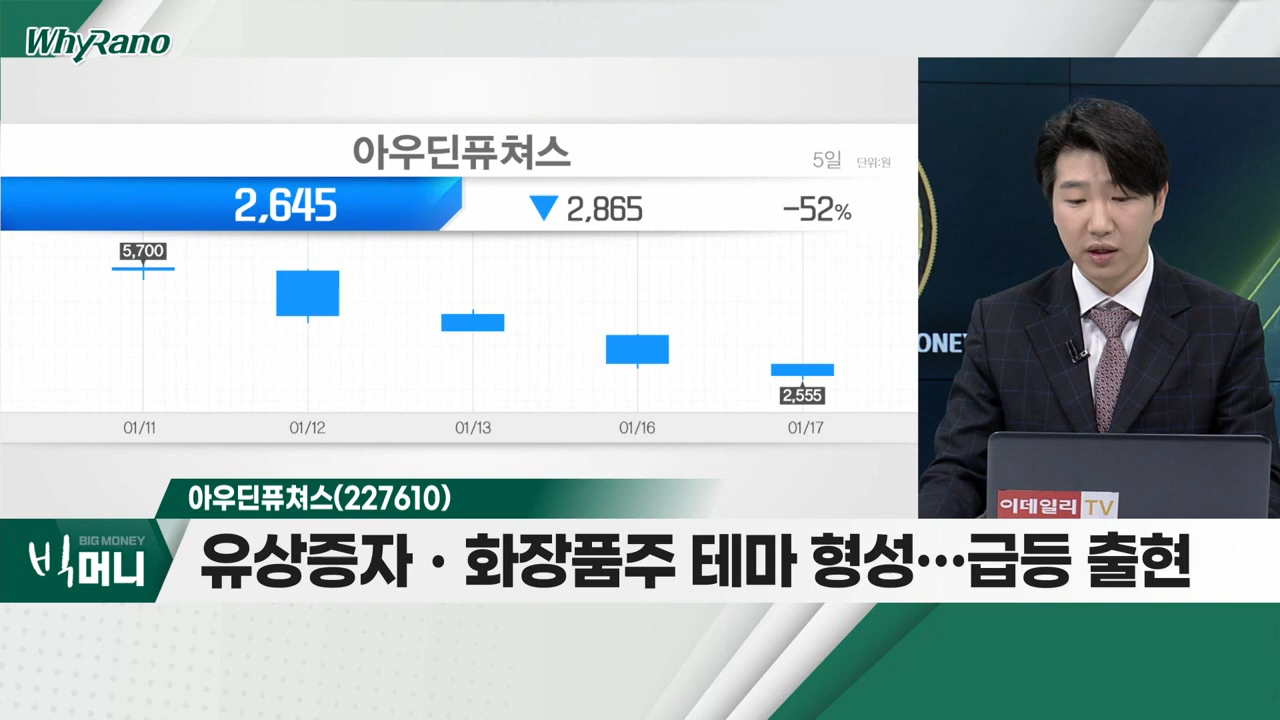 WhyRano
아우딘퓨쳐스
5일 단위:원
2,645 ▼ 2,865 -52%
5,700
2,555
01/11 01/12 01/13 01/16 01/17
ONEY
이데일리 TV
아우딘퓨쳐스(227610)
BIG MONEY
빅머니
유상증자·화장품주 테마 형성…급등 출현